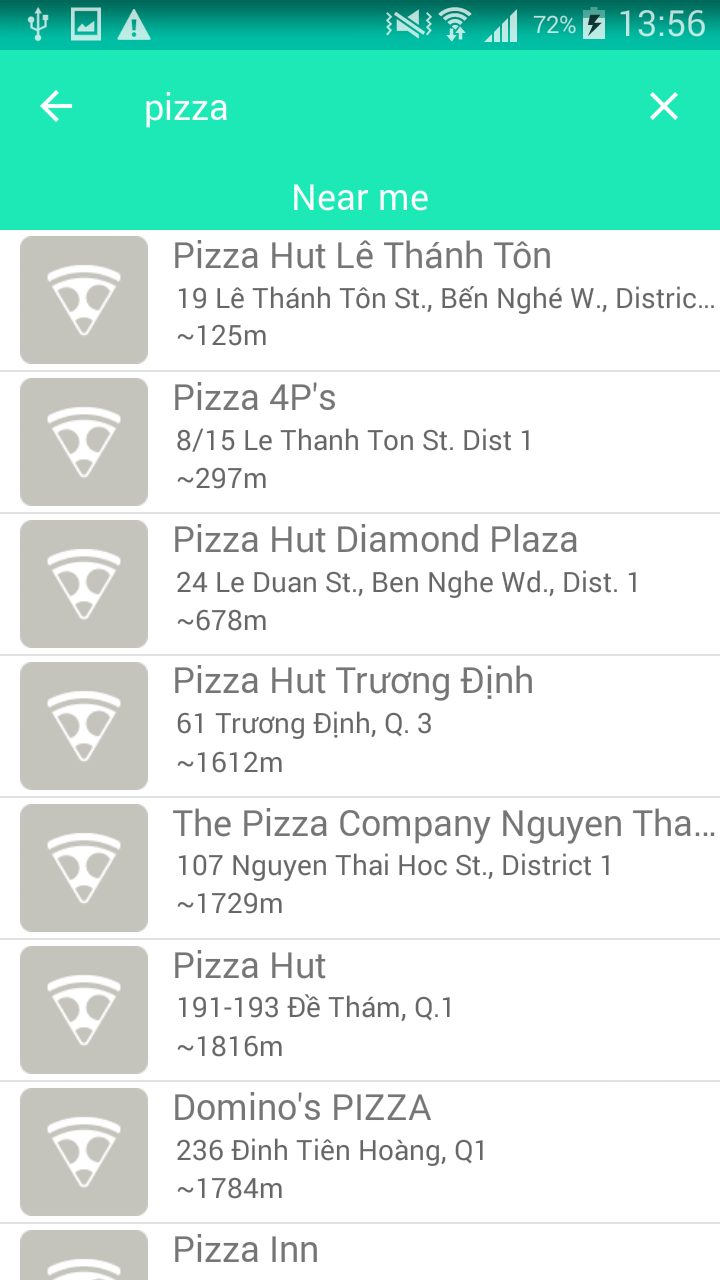 72% 13:56
pizza
Near me
Pizza Hut Lê Thánh Tôn
19 Lê Thánh Tôn St., Bến Nghé W., Distric...
~125m
Pizza 4P's
8/15 Le Thanh Ton St. Dist 1
~297m
Pizza Hut Diamond Plaza
24 Le Duan St., Ben Nghe Wd., Dist. 1
~678m
Pizza Hut Trương Định
61 Trương Định, Q. 3
~1612m
The Pizza Company Nguyen Tha...
107 Nguyen Thai Hoc St., District 1
~1729m
Pizza Hut
191-193 Đề Thám, Q.1
~1816m
Domino's PIZZA
236 Đinh Tiên Hoàng, Q1
~1784m
Pizza Inn